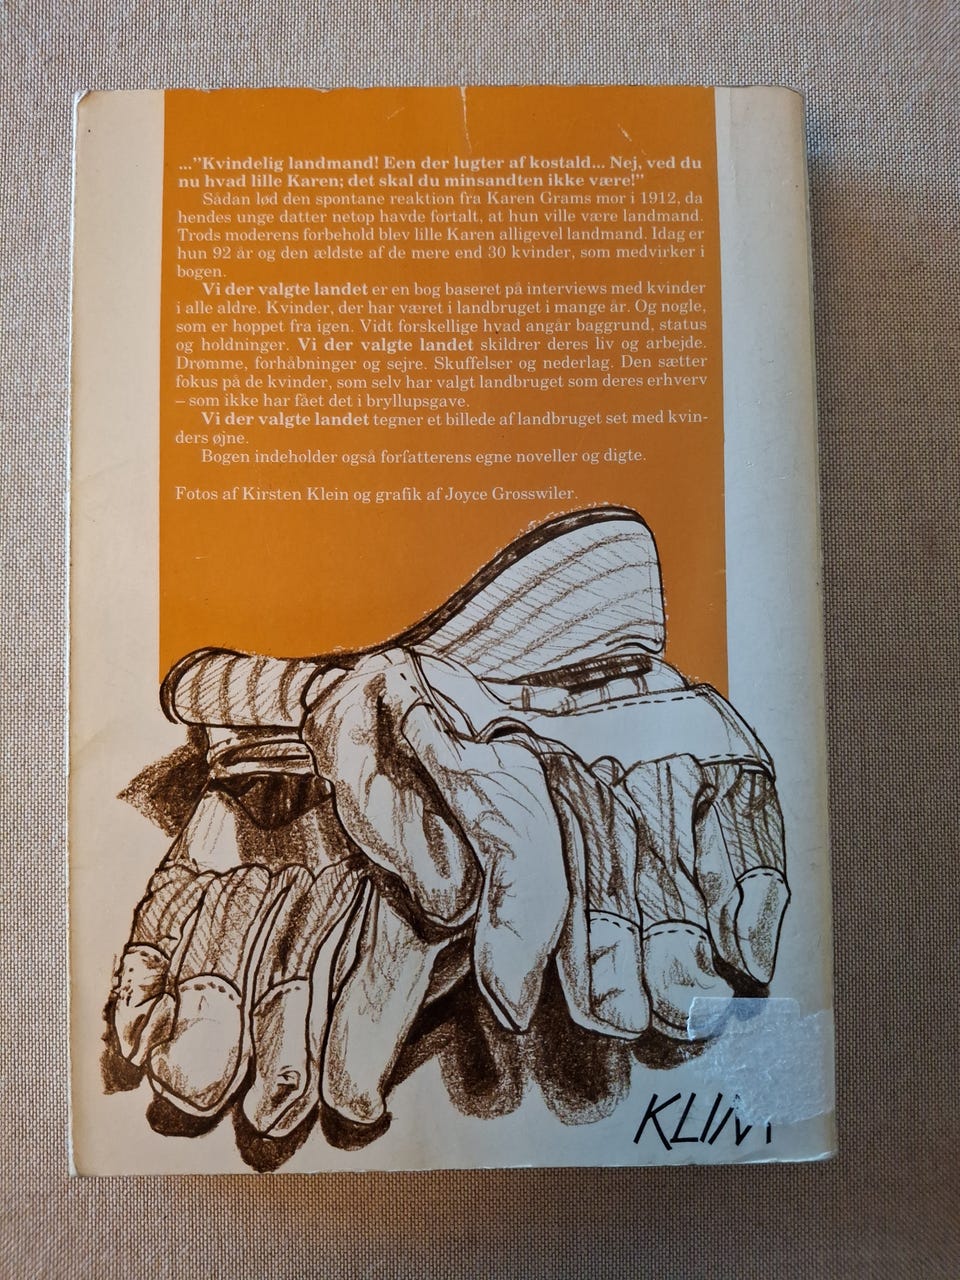 ..."Kvindelig landmand! Een der lugter af kostald... Nej, ved du
nu hvad lille Karen; det skal du minsandten ikke være!"
Sådan lød den spontane reaktion fra Karen Grams mor i 1912, da
hendes unge datter netop havde fortalt, at hun ville være landmand.
Trods moderens forbehold blev lille Karen alligevel landmand. Idag er
hun 92 år og den ældste af de mere end 30 kvinder, som medvirker i
bogen.
Vi der valgte landet er en bog baseret på interviews med kvinder
i alle aldre. Kvinder, der har været i landbruget i mange år. Og nogle,
som er hoppet fra igen. Vidt forskellige hvad angår baggrund, status
og holdninger. Vi der valgte landet skildrer deres liv og arbejde.
Drømme, forhåbninger og sejre. Skuffelser og nederlag. Den sætter
fokus på de kvinder, som selv har valgt landbruget som deres erhverv
– som ikke har fået det i bryllupsgave.
Vi der valgte landet tegner et billede af landbruget set med kvin-
ders øjne.
Bogen indeholder også forfatterens egne noveller og digte.
Fotos af Kirsten Klein og grafik af Joyce Grosswiler.
KLIM